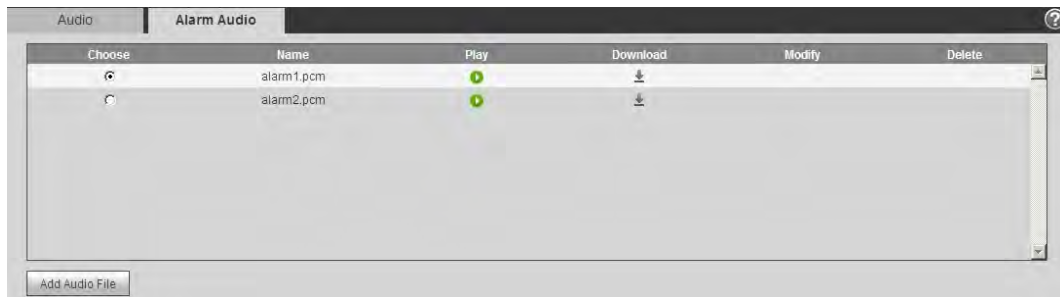 Audio Alarm Audio ?
Choose Name Play Download Modify Delete
alarm1.pcm
alarm2.pcm
Add Audio File